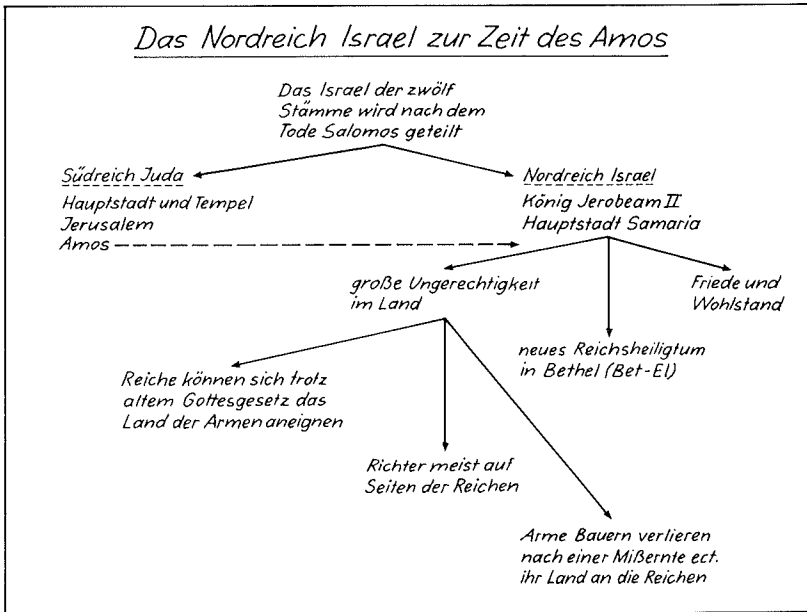 Das Nordreich Israel zur Zeit des Amos
Das Israel der zwölf
Stämme wird nach dem
Tode Salomos geteilt
Südreich Juda
Hauptstadt und Tempel
Jerusalem
Amos
Nordreich Israel
König Jerobeam II
Hauptstadt Samaria
große Ungerechtigkeit
im Land
Friede und
Wohlstand
neues Reichsheiligtum
in Bethel (Bet-El)
Reiche können sich trotz
altem Gottesgesetz das
Land der Armen aneignen
Richter meist auf
Seiten der Reichen
Arme Bauern verlieren
nach einer Mißernte ect.
ihr Land an die Reichen